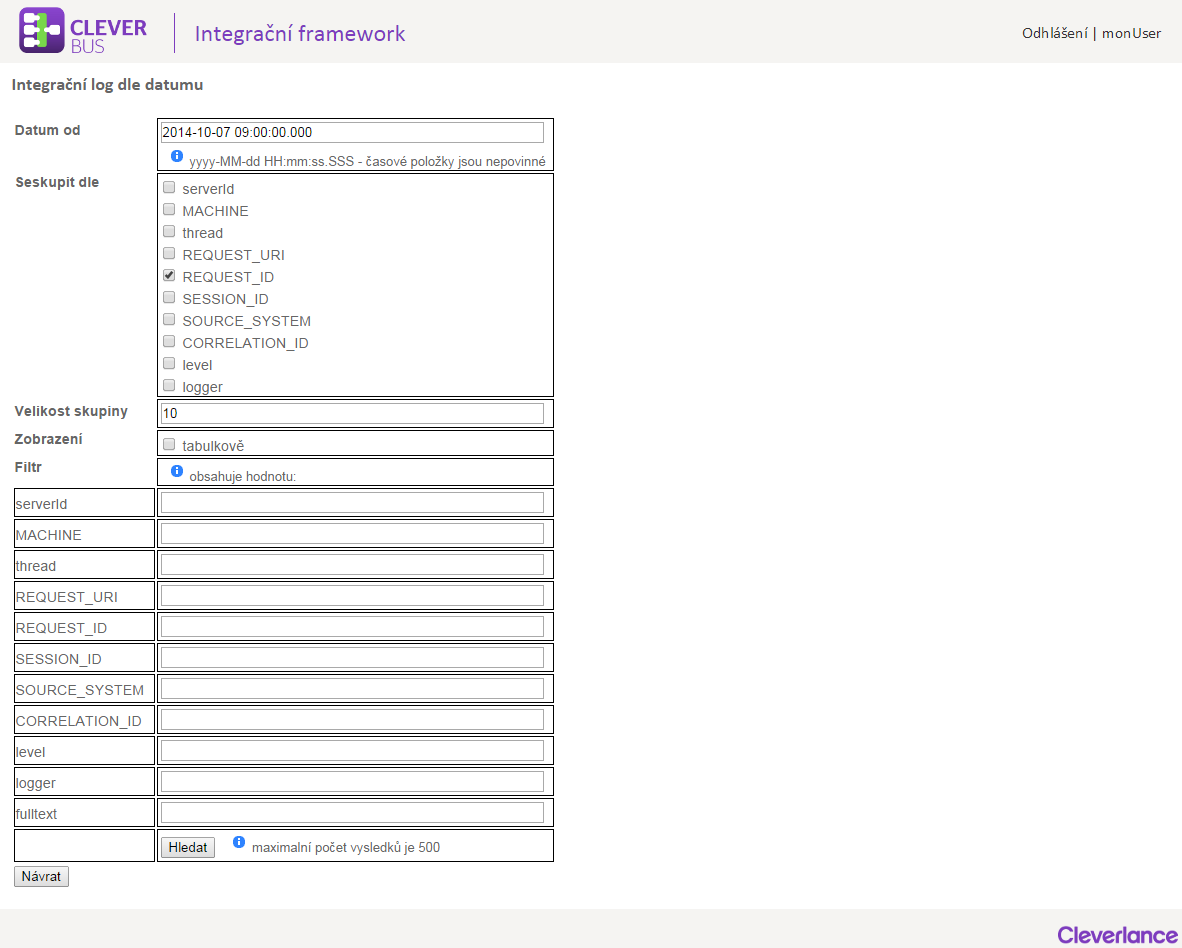 CLEVER
BUS
Integrační framework
Odhlášení | monUser
Integrační log dle datumu
Datum od
2014-10-07 09:00:00.000
yyyy-MM-dd HH:mm:ss.SSS - časové položky jsou nepovinné
Seskupit dle
serverId
MACHINE
thread
REQUEST_URI
REQUEST_ID
SESSION_ID
SOURCE_SYSTEM
CORRELATION_ID
level
logger
Velikost skupiny
10
Zobrazení
tabulkově
Filtr
obsahuje hodnotu:
serverId
MACHINE
thread
REQUEST_URI
REQUEST_ID
SESSION_ID
SOURCE_SYSTEM
CORRELATION_ID
level
logger
fulltext
Hledat
maximalní počet vysledků je 500
Návrat
Cleverlance